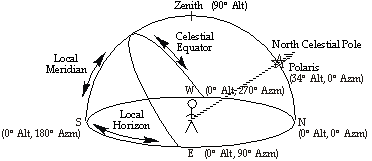 Zenith (90° Alt)
Celestial
Equator
North Celestial Pole
Polaris
(34° Alt, 0° Azm)
Local
Meridian
W (0° Alt, 270° Azm)
Local
Horizon
S
N
(0° Alt, 180° Azm)
(0° Alt, 0° Azm)
E (0° Alt, 90° Azm)